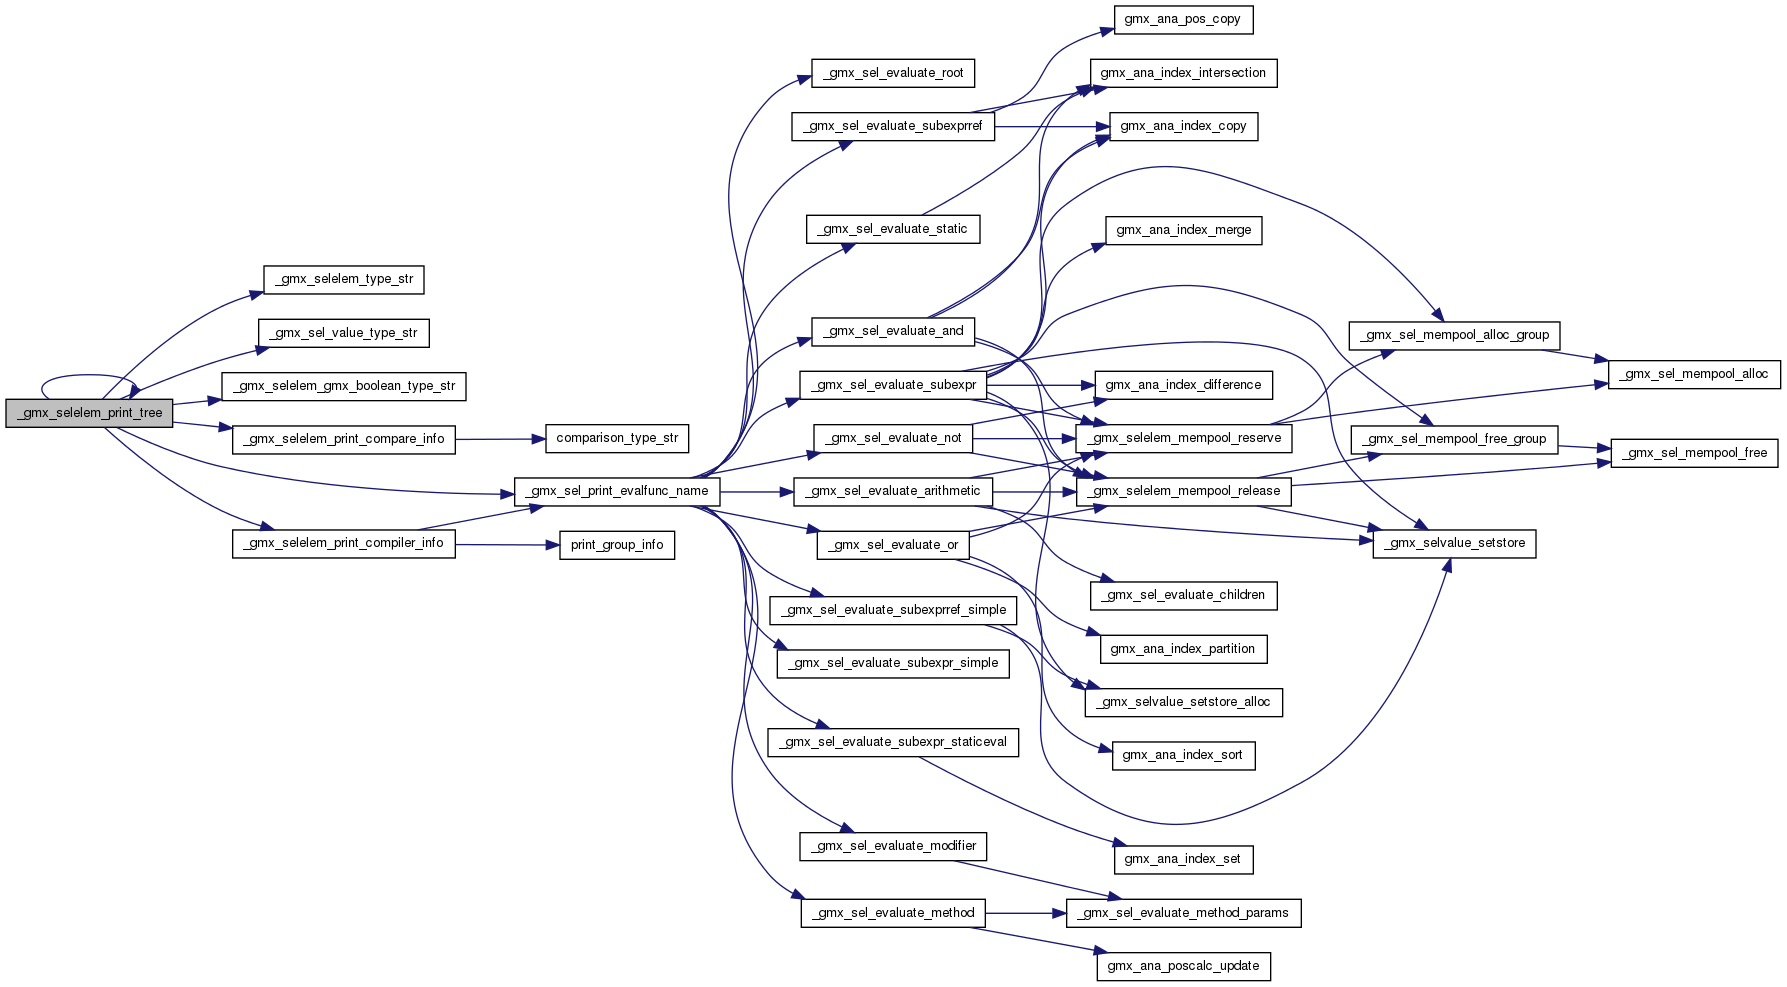 _gmx_selelem_print_tree
_gmx_selelem_type_str
_gmx_sel_value_type_str
_gmx_selelem_gmx_boolean_type_str
_gmx_selelem_print_compare_info
_gmx_selelem_print_compiler_info
comparison_type_str
_gmx_sel_print_evalfunc_name
print_group_info
_gmx_sel_evaluate_root
_gmx_sel_evaluate_subexprref
_gmx_sel_evaluate_static
_gmx_sel_evaluate_and
_gmx_sel_evaluate_subexpr
_gmx_sel_evaluate_not
_gmx_sel_evaluate_arithmetic
_gmx_sel_evaluate_or
_gmx_sel_evaluate_subexprref_simple
_gmx_sel_evaluate_subexpr_simple
_gmx_sel_evaluate_subexpr_staticeval
_gmx_sel_evaluate_modifier
_gmx_sel_evaluate_method
gmx_ana_pos_copy
gmx_ana_index_intersection
gmx_ana_index_copy
gmx_ana_index_merge
gmx_ana_index_difference
_gmx_selelem_mempool_reserve
_gmx_selelem_mempool_release
_gmx_sel_evaluate_children
gmx_ana_index_partition
_gmx_selvalue_setstore_alloc
gmx_ana_index_sort
gmx_ana_index_set
_gmx_sel_evaluate_method_params
gmx_ana_poscalc_update
_gmx_sel_mempool_alloc_group
_gmx_sel_mempool_free_group
_gmx_selvalue_setstore
_gmx_sel_mempool_alloc
_gmx_sel_mempool_free